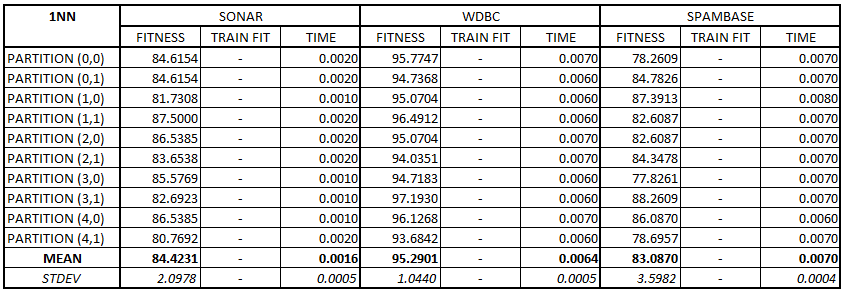 1NN SONAR WDBC SPAMBASE
FITNESS TRAIN FIT TIME FITNESS TRAIN FIT TIME FITNESS TRAIN FIT TIME
PARTITION (0,0) 84.6154 - 0.0020 95.7747 - 0.0070 78.2609 - 0.0070
PARTITION (0,1) 84.6154 - 0.0020 94.7368 - 0.0060 84.7826 - 0.0070
PARTITION (1,0) 81.7308 - 0.0010 95.0704 - 0.0060 87.3913 - 0.0080
PARTITION (1,1) 87.5000 - 0.0020 96.4912 - 0.0060 82.6087 - 0.0070
PARTITION (2,0) 86.5385 - 0.0020 95.0704 - 0.0070 82.6087 - 0.0070
PARTITION (2,1) 83.6538 - 0.0020 94.0351 - 0.0070 84.3478 - 0.0070
PARTITION (3,0) 85.5769 - 0.0010 94.7183 - 0.0060 77.8261 - 0.0070
PARTITION (3,1) 82.6923 - 0.0010 97.1930 - 0.0060 88.2609 - 0.0070
PARTITION (4,0) 86.5385 - 0.0010 96.1268 - 0.0070 86.0870 - 0.0060
PARTITION (4,1) 80.7692 - 0.0020 93.6842 - 0.0060 78.6957 - 0.0070
MEAN 84.4231 - 0.0016 95.2901 - 0.0064 83.0870 - 0.0070
STDEV 2.0978 - 0.0005 1.0440 - 0.0005 3.5982 - 0.0004